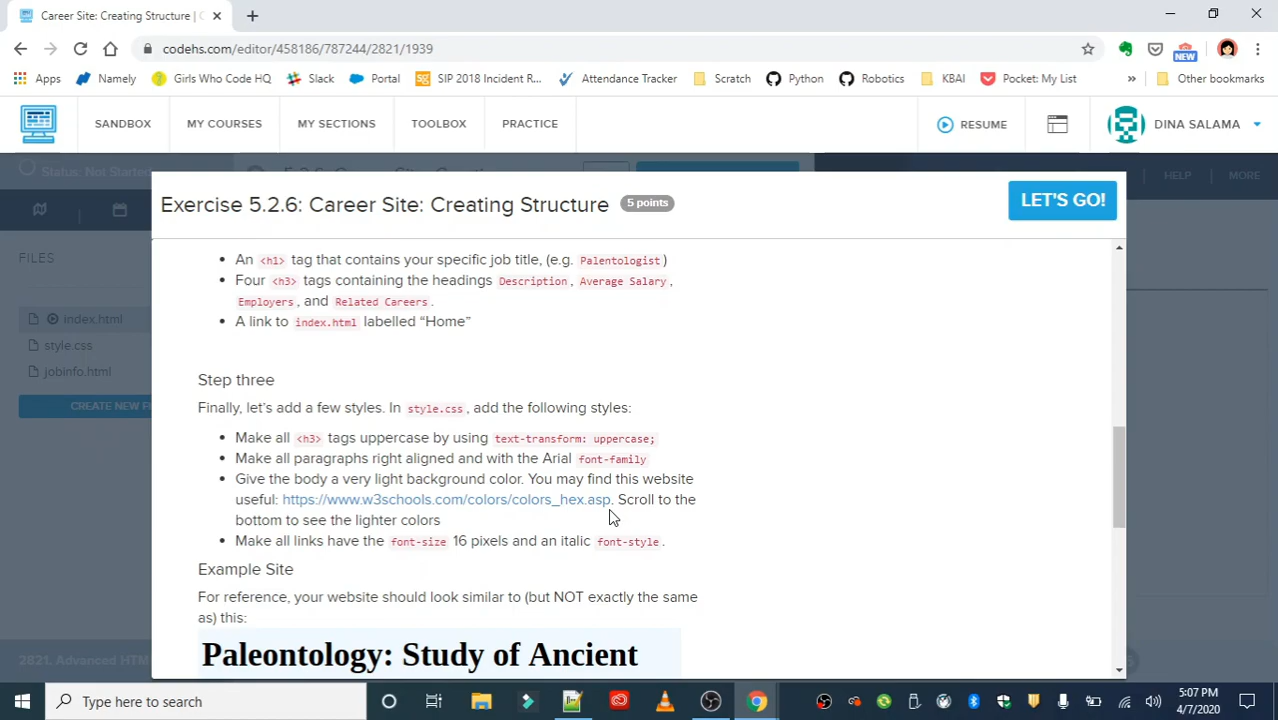 Career Site: Creating Structure | C
codehs.com/editor/458186/787244/2821/1939
NEW
Apps Namely Girls Who Code HQ Slack Portal SIP 2018 Incident R... Attendance Tracker Scratch Python Robotics KBAI Pocket: My List » Other bookmarks
SANDBOX MY COURSES MY SECTIONS TOOLBOX PRACTICE RESUME DINA SALAMA
Status: Not Started
HELP MORE
Exercise 5.2.6: Career Site: Creating Structure 5 points LET'S GO!
FILES
index.html
style.css
jobinfo.html
CREATE NEW FI
• An <h1> tag that contains your specific job title, (e.g. Palentologist)
• Four <h3> tags containing the headings Description, Average Salary,
Employers, and Related Careers.
• A link to index.html labelled “Home”
Step three
Finally, let’s add a few styles. In style.css, add the following styles:
• Make all <h3> tags uppercase by using text-transform: uppercase;
• Make all paragraphs right aligned and with the Arial font-family
• Give the body a very light background color. You may find this website
useful: https://www.w3schools.com/colors/colors_hex.asp. Scroll to the
bottom to see the lighter colors
• Make all links have the font-size 16 pixels and an italic font-style.
Example Site
For reference, your website should look similar to (but NOT exactly the same
as) this:
Paleontology: Study of Ancient
2821. Advanced HTM
Type here to search
5:07 PM
4/7/2020